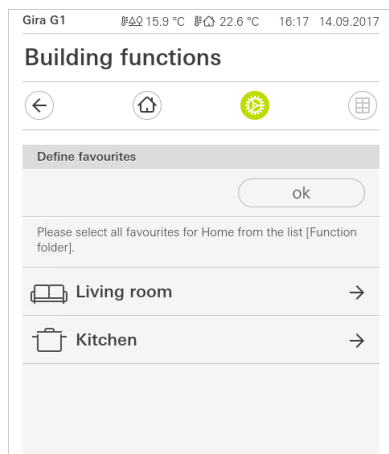 Gira G1 15.9 °C 22.6 °C 16:17 14.09.2017
Building functions
Define favourites
ok
Please select all favourites for Home from the list [Function
folder].
Living room
Kitchen